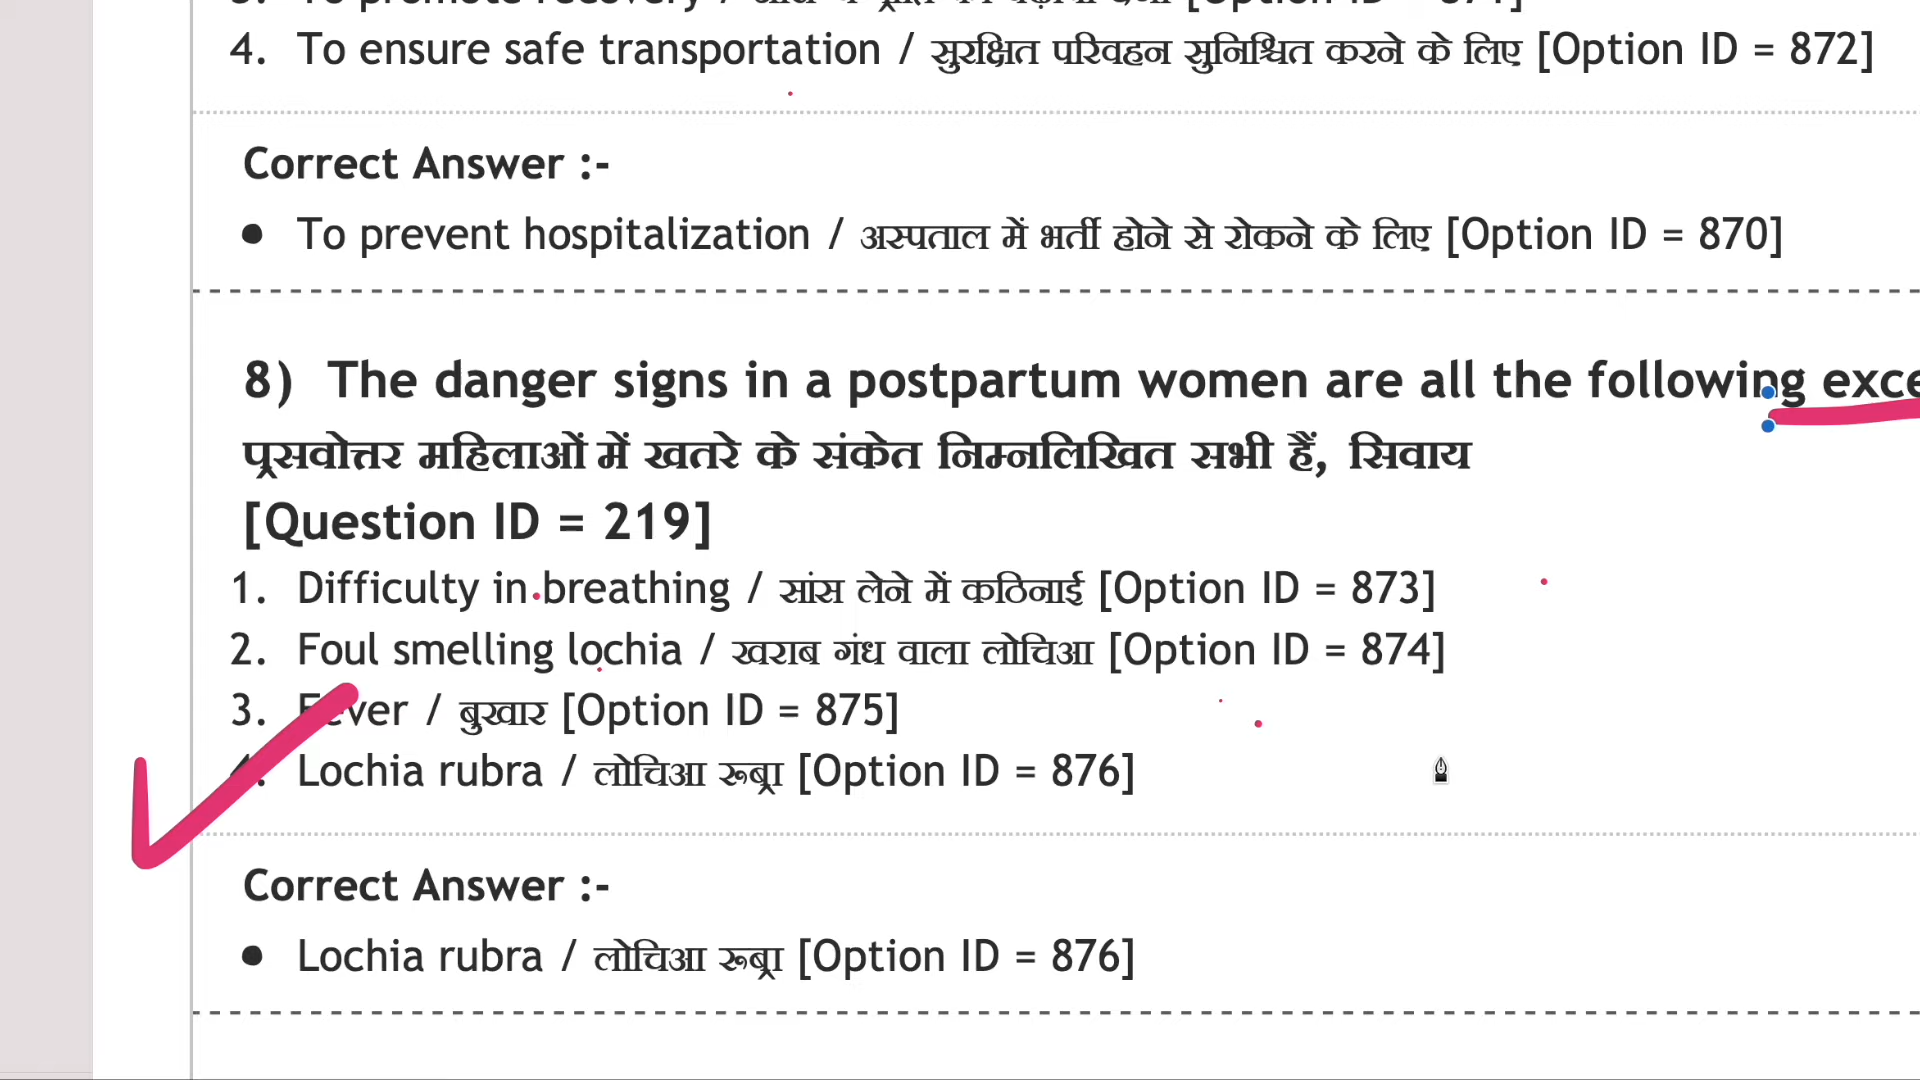 4. To ensure safe transportation / सुरक्षित परिवहन सुनिश्चित करने के लिए [Option ID = 872]
Correct Answer :-
• To prevent hospitalization / अस्पताल में भर्ती होने से रोकने के लिए [Option ID = 870]
8) The danger signs in a postpartum women are all the following
प्रसवोत्तर महिलाओं में खतरे के संकेत निम्नलिखित सभी हैं, सिवाय
[Question ID = 219]
1. Difficulty in breathing / सांस लेने में कठिनाई [Option ID = 873]
2. Foul smelling lochia / खराब गंध वाला लोचिआ [Option ID = 874]
3. Fever / बुखार [Option ID = 875]
4. Lochia rubra / लोचिआ रूब्रा [Option ID = 876]
Correct Answer :-
• Lochia rubra / लोचिआ रूब्रा [Option ID = 876]